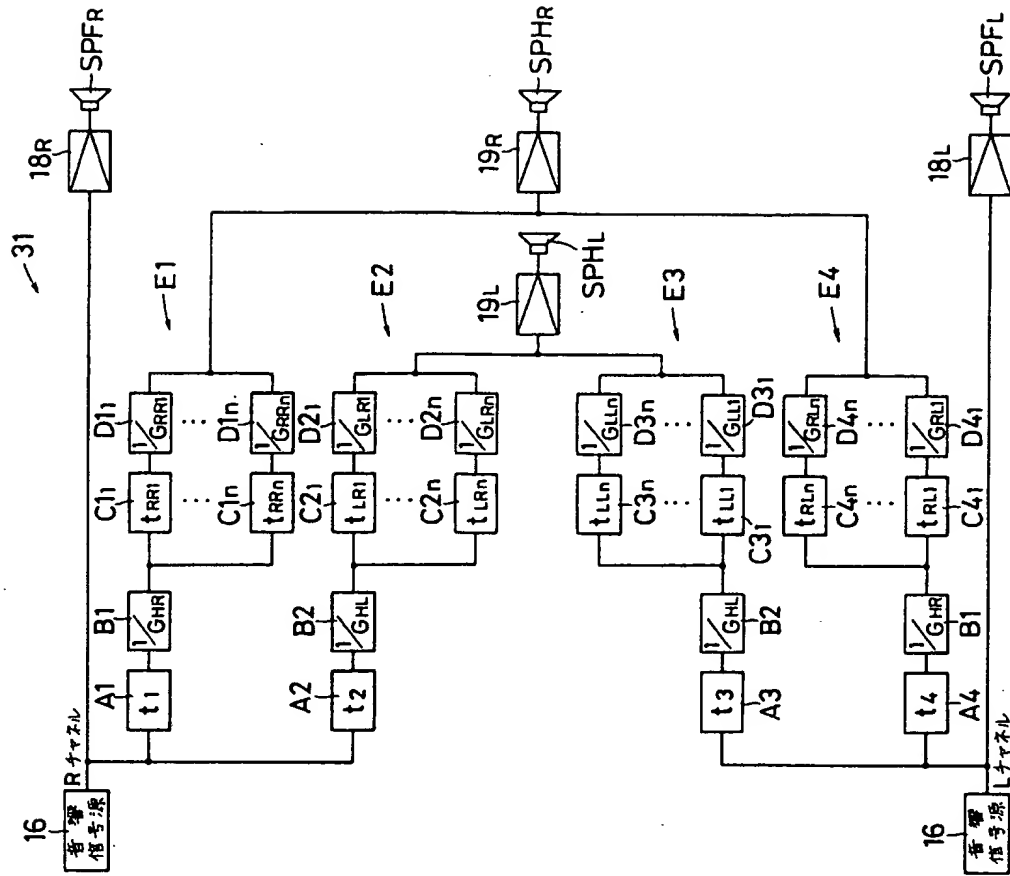 31
16
音響
信号源
Rチャネル
18R
SPFR
E1
A1
t1
B1
1/GHR
C11
tRR1
D11
1/GRR1
C1n
tRRn
D1n
1/GRRn
E2
A2
t2
B2
1/GHL
C21
tLR1
D21
1/GLR1
C2n
tLRn
D2n
1/GLRn
19R
SPHR
19L
SPHL
E3
A3
t3
B2
1/GHL
tLLn
C3n
1/GLLn
D3n
tLL1
C31
1/GLL1
D31
E4
A4
t4
B1
1/GHR
tRLn
C4n
1/GRLn
D4n
tRL1
C41
1/GRL1
D41
16
音響
信号源
Lチャネル
18L
SPFL